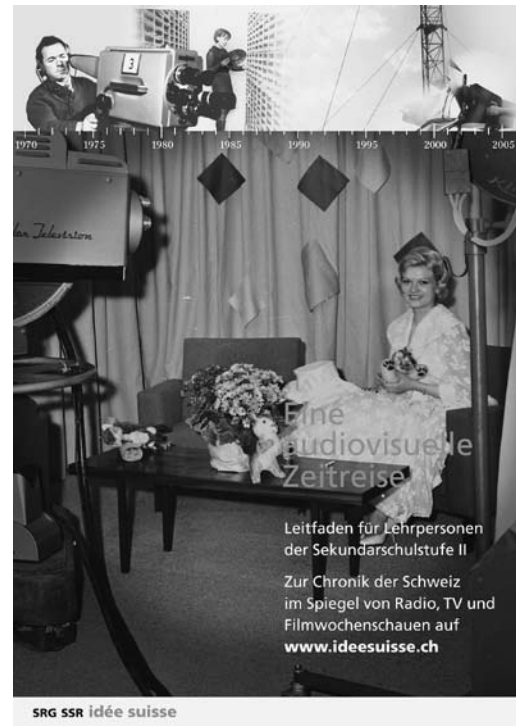 3
1970 1975 1980 1985 1990 1995 2000 2005
Television
Eine
audiovisuelle
Zeitreise
Leitfaden für Lehrpersonen
der Sekundarschulstufe II
Zur Chronik der Schweiz
im Spiegel von Radio, TV und
Filmwochenschauen auf
www.ideesuisse.ch
SRG SSR idée suisse